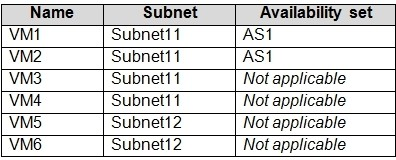 Name Subnet Availability set
VM1 Subnet11 AS1
VM2 Subnet11 AS1
VM3 Subnet11 Not applicable
VM4 Subnet11 Not applicable
VM5 Subnet12 Not applicable
VM6 Subnet12 Not applicable